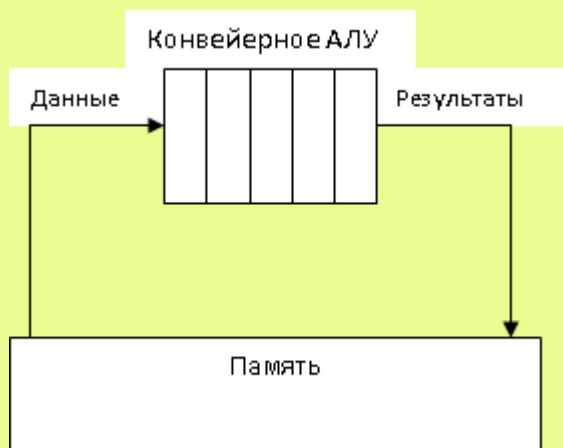 Конвейерное АЛУ
Данные
Результаты
Память